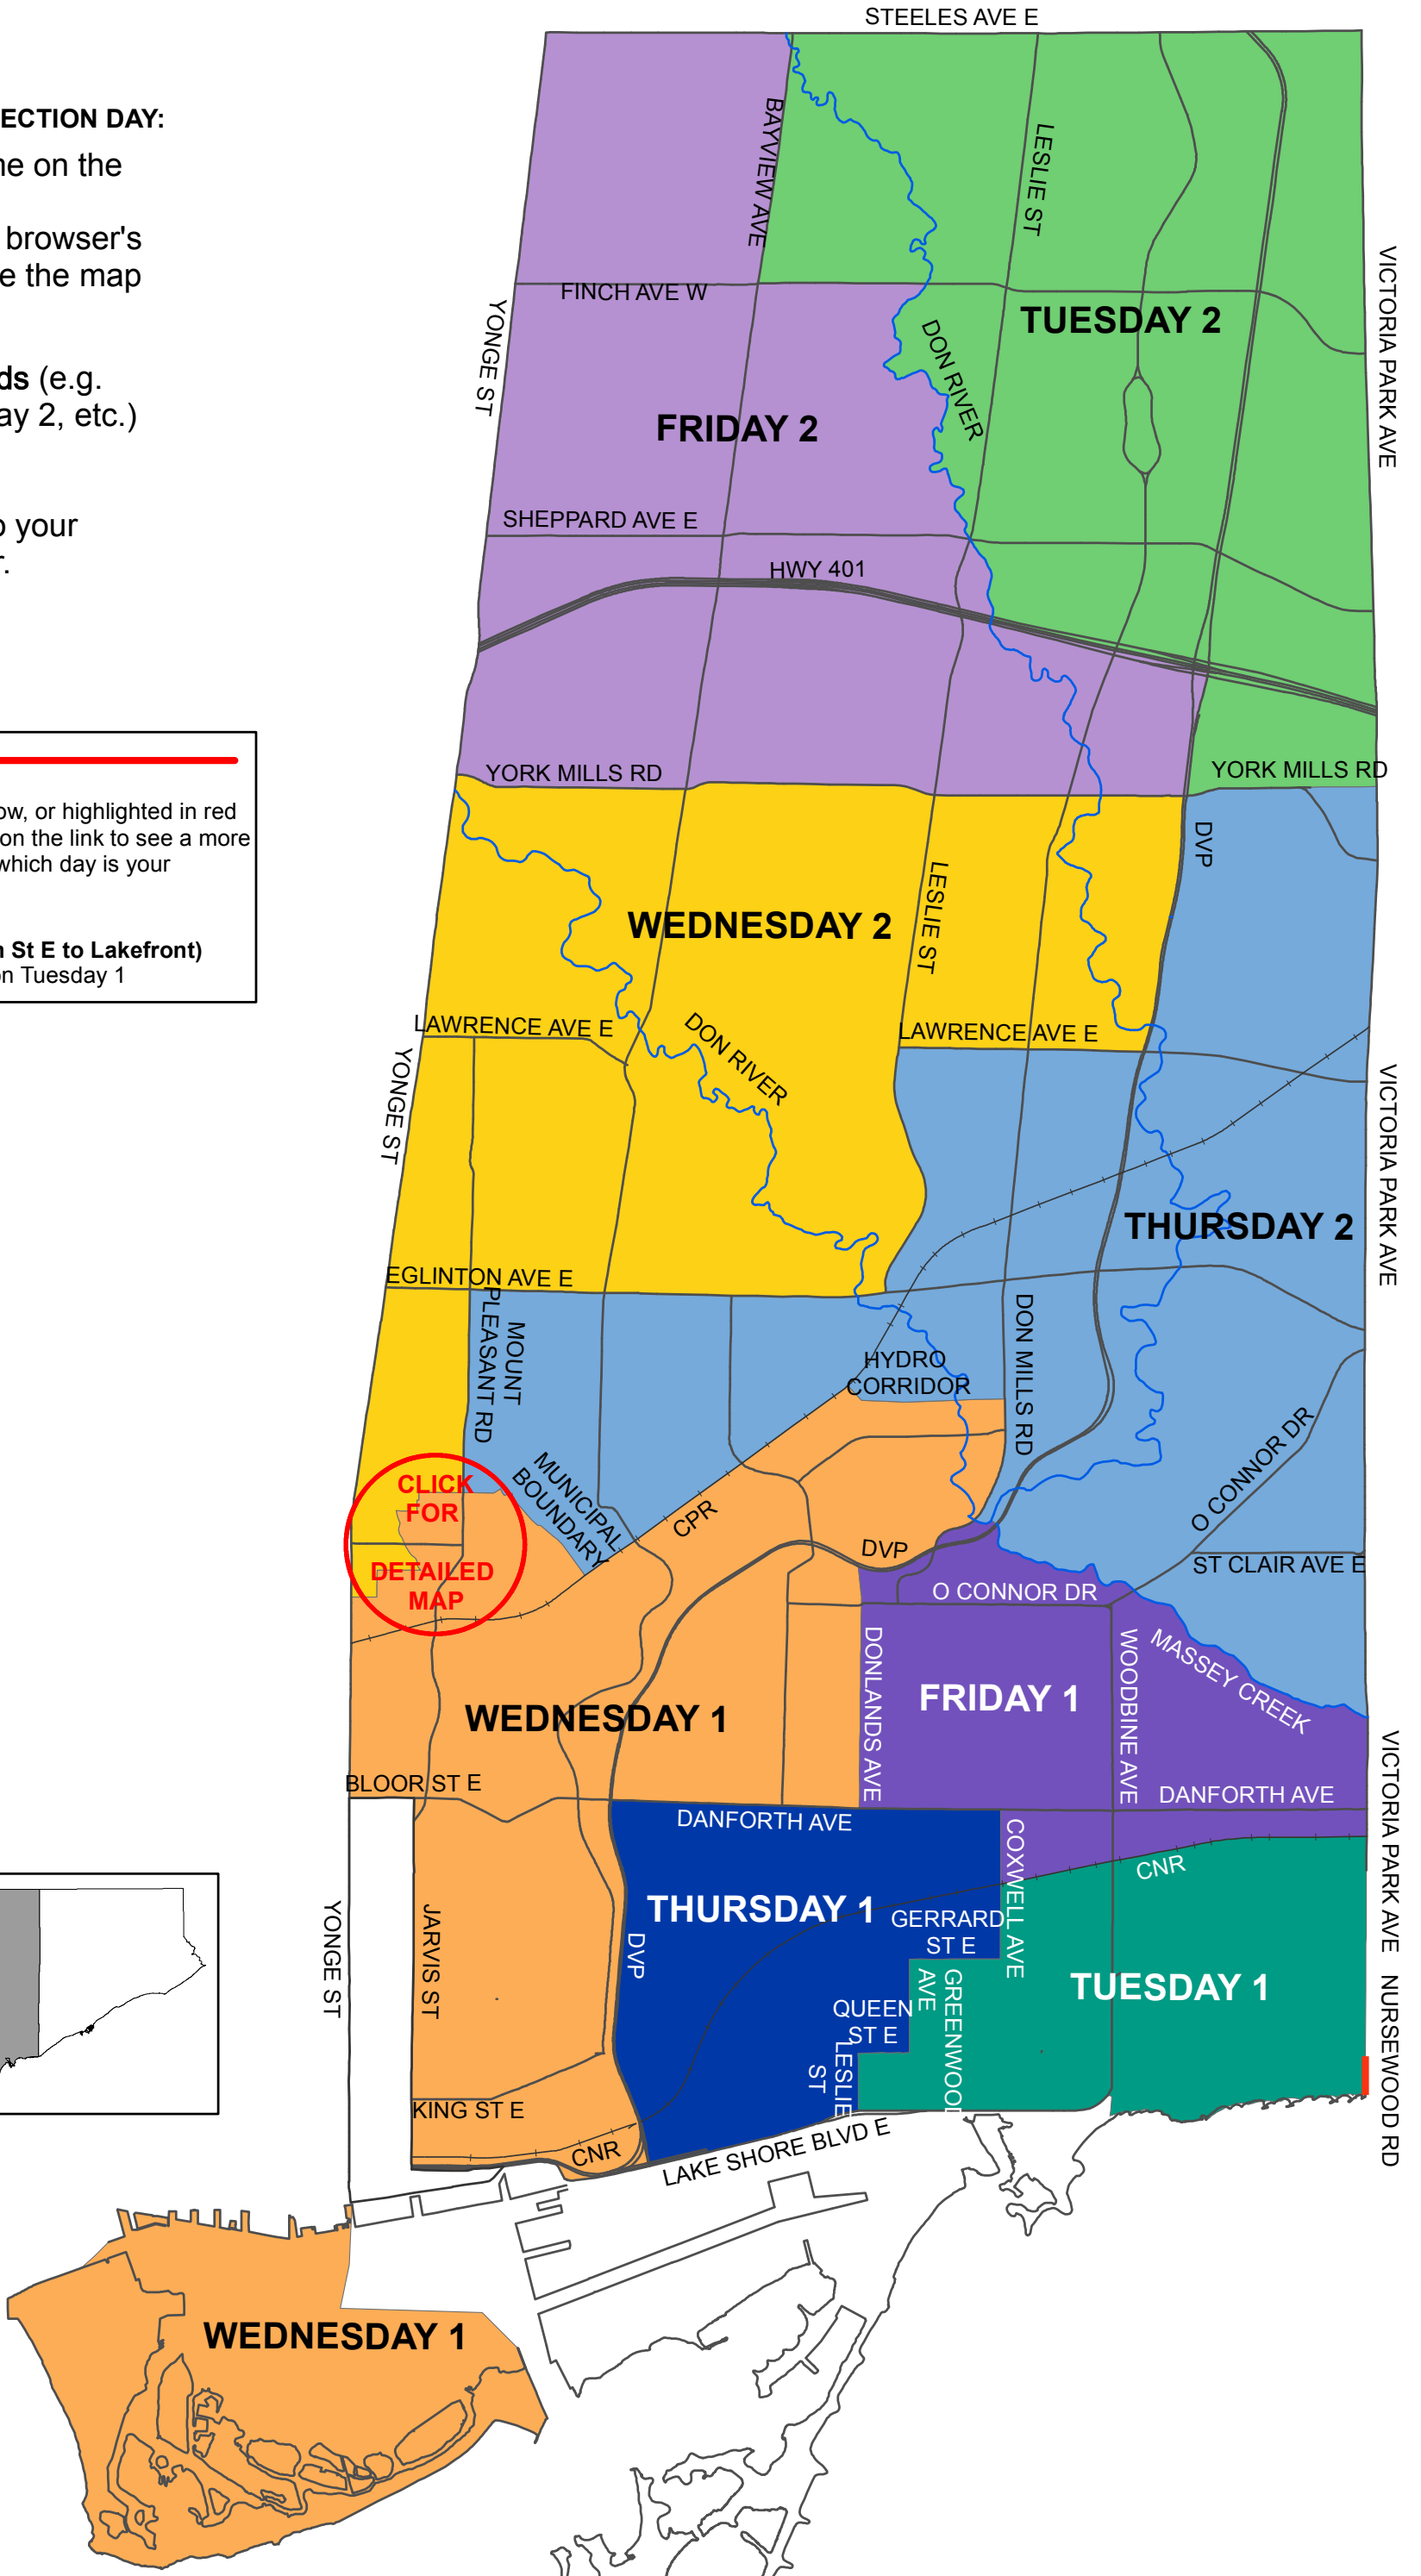 STEELES AVE E
ECTION DAY:
ne on the
browser's
e the map
ds (e.g.
ay 2, etc.)
o your
r.
BAYVIEW AVE
LESLIE ST
VICTORIA PARK AVE
FINCH AVE W
YONGE ST
TUESDAY 2
DON RIVER
FRIDAY 2
SHEPPARD AVE E
HWY 401
YORK MILLS RD
YORK MILLS RD
ow, or highlighted in red
on the link to see a more
which day is your
n St E to Lakefront)
on Tuesday 1
DVP
LESLIE ST
WEDNESDAY 2
LAWRENCE AVE E
LAWRENCE AVE E
DON RIVER
YONGE ST
VICTORIA PARK AVE
THURSDAY 2
EGLINTON AVE E
MOUNT
PLEASANT RD
DON MILLS RD
HYDRO
CORRIDOR
O CONNOR DR
MUNICIPAL
BOUNDARY
CLICK
FOR
DETAILED
MAP
CPR
DVP
ST CLAIR AVE E
O CONNOR DR
DONLANDS AVE
WOODBINE AVE
MASSEY CREEK
FRIDAY 1
WEDNESDAY 1
BLOOR ST E
DANFORTH AVE
DANFORTH AVE
VICTORIA PARK AVE
COXWELL AVE
CNR
THURSDAY 1
GERRARD
ST E
YONGE ST
JARVIS ST
DVP
GREENWOOD
AVE
TUESDAY 1
NURSEWOOD RD
QUEEN
ST E
LESLIE
ST
KING ST E
CNR
LAKE SHORE BLVD E
WEDNESDAY 1